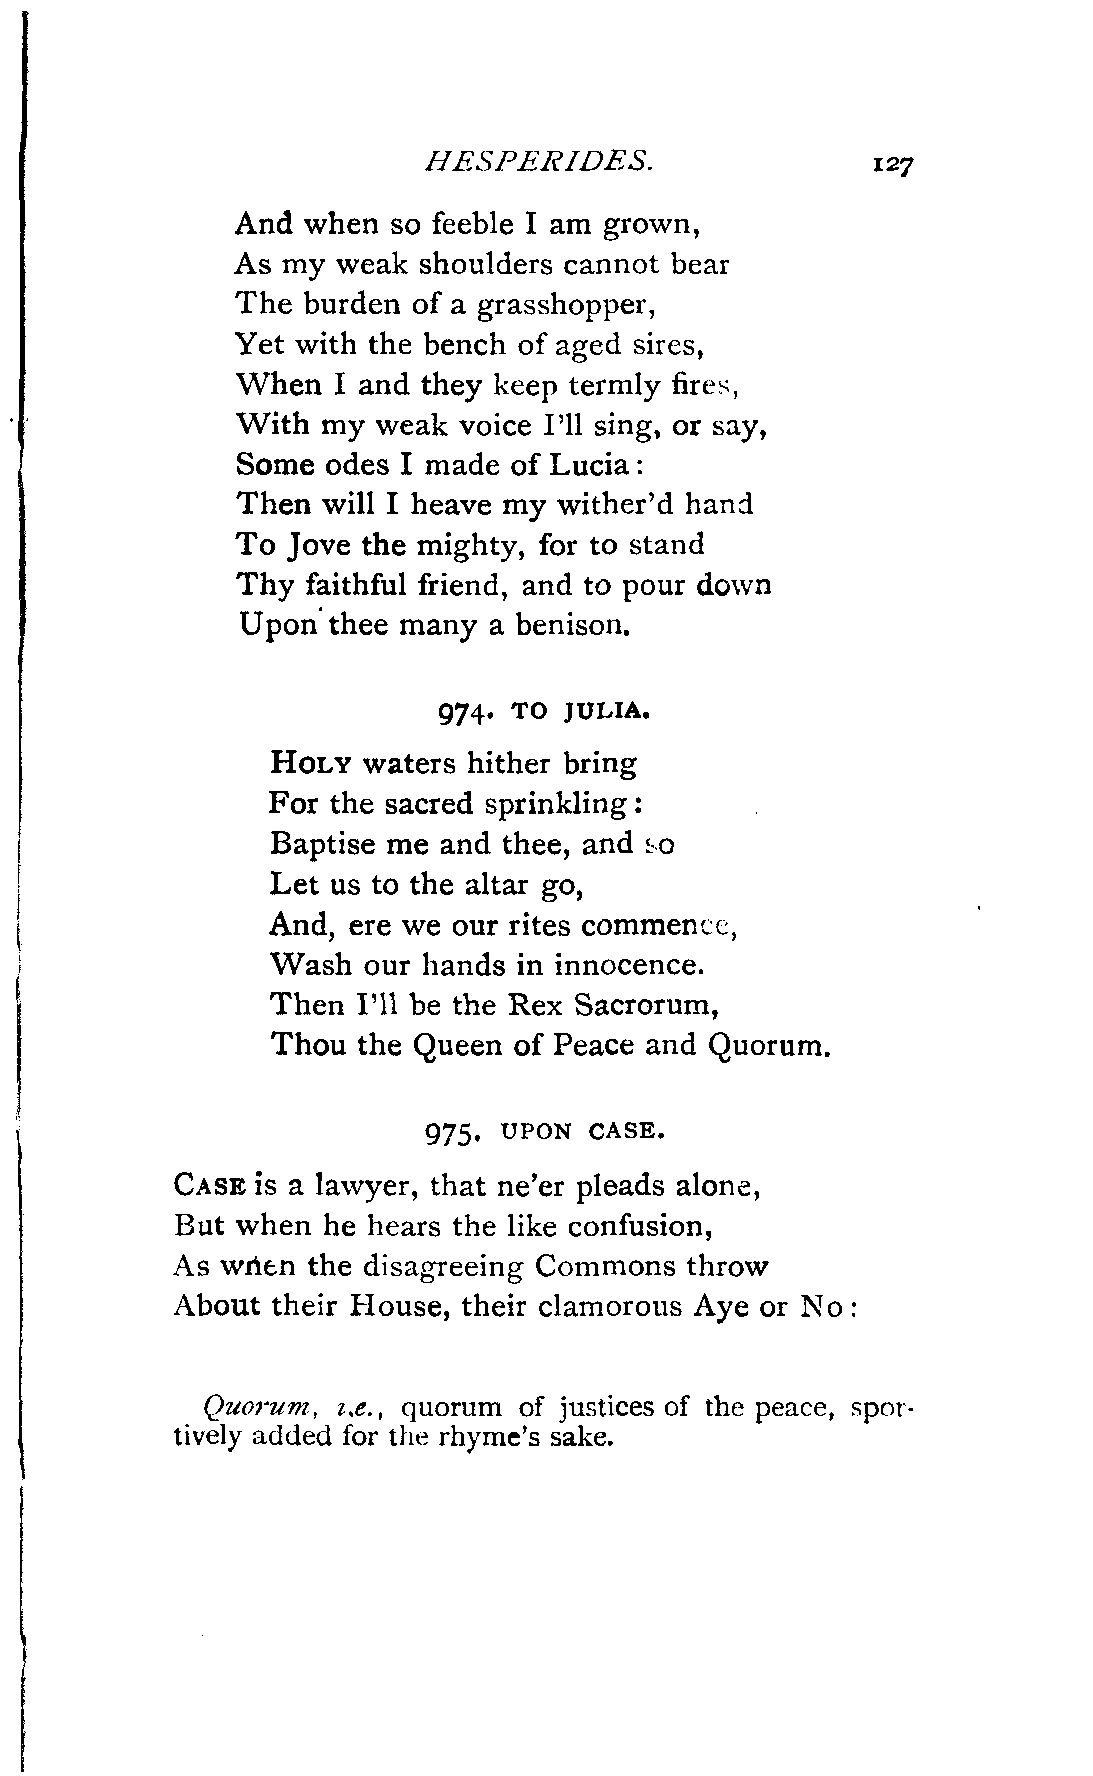 HESPERIDES. 127
And when so feeble I am grown,
As my weak shoulders cannot bear
The burden of a grasshopper,
Yet with the bench of aged sires,
When I and they keep termly fires,
With my weak voice I'll sing, or say,
Some odes I made of Lucia:
Then will I heave my wither'd hand
To Jove the mighty, for to stand
Thy faithful friend, and to pour down
Upon thee many a benison.
974. TO JULIA.
HOLY waters hither bring
For the sacred sprinkling:
Baptise me and thee, and so
Let us to the altar go,
And, ere we our rites commence,
Wash our hands in innocence.
Then I'll be the Rex Sacrorum,
Thou the Queen of Peace and Quorum.
975. UPON CASE.
CASE is a lawyer, that ne'er pleads alone,
But when he hears the like confusion,
As when the disagreeing Commons throw
About their House, their clamorous Aye or No:
Quorum, i.e., quorum of justices of the peace, spor-
tively added for the rhyme's sake.